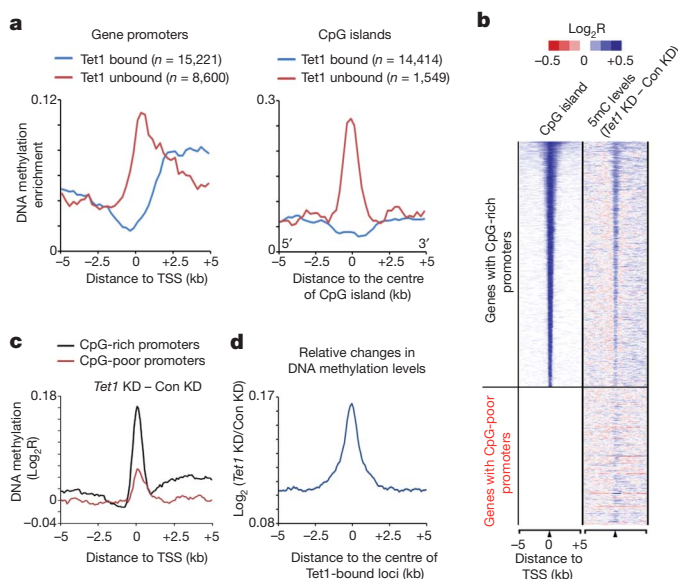 a
Gene promoters
Tet1 bound (n = 15,221)
Tet1 unbound (n = 8,600)
0.12
0
DNA methylation
enrichment
−5
−2.5
0
+2.5
+5
Distance to TSS (kb)
CpG islands
Tet1 bound (n = 14,414)
Tet1 unbound (n = 1,549)
0.3
0
5′
3′
−5
−2.5
0
+2.5
+5
Distance to the centre
of CpG island (kb)
b
Log2R
−0.5
0
+0.5
CpG island
5mC levels
(Tet1 KD – Con KD)
Genes with CpG-rich
promoters
Genes with CpG-poor
promoters
−5
0
+5
Distance to
TSS (kb)
c
CpG-rich promoters
CpG-poor promoters
Tet1 KD – Con KD
0.18
0
−0.04
DNA methylation
(Log2R)
−5
−2.5
0
+2.5
+5
Distance to TSS (kb)
d
Relative changes in
DNA methylation levels
0.17
0.08
Log2 (Tet1 KD/Con KD)
−5
−2.5
0
+2.5
+5
Distance to the centre of
Tet1-bound loci (kb)